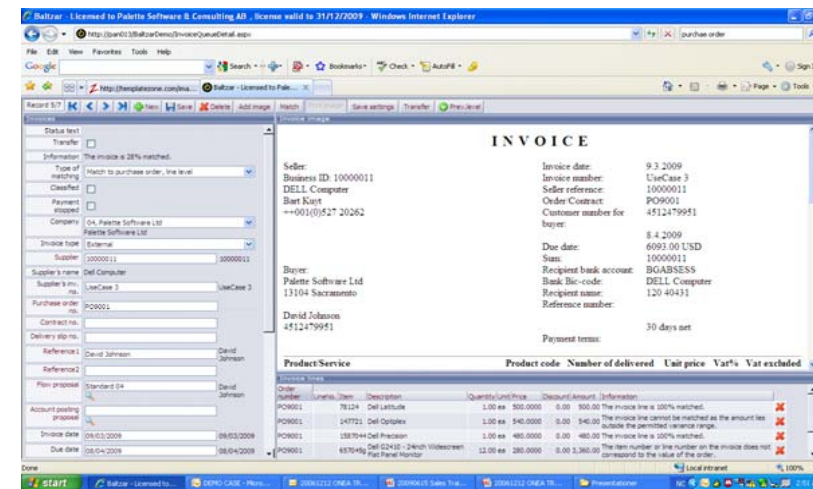 Baltzar - Licensed to Palette Software & Consulting AB , license valid to 31/12/2009 - Windows Internet Explorer
http://pan013/BaltzarDemo/InvoiceQueueDetail.aspx
purchae order
File Edit View Favorites Tools Help
Google
Search
Bookmarks
Check
AutoFill
Sign
http://templatezone.com/ma...
Baltzar - Licensed to Pale...
Page
Tools
Record 5/7
New
Save
Delete
Add image
Match
Save settings
Transfer
Prev.level
Invoices
Invoice image
Status text
Transfer
Information The invoice is 28% matched.
Type of matching Match to purchase order, line level
Classified
Payment stopped
Company 04, Palette Software Ltd
Palette Software Ltd
Invoice type External
Supplier 10000011 10000011
Supplier's name Dell Computer
Supplier's inv. no. UseCase 3 UseCase 3
Purchase order no. PO9001
Contract no.
Delivery slip no.
Reference1 David Johnson David Johnson
Reference2
Flow proposal Standard 04 David Johnson
Account posting proposal
Invoice date 09/03/2009 09/03/2009
Due date 08/04/2009 08/04/2009
INVOICE
Seller:
Business ID: 10000011
DELL Computer
Bart Kuyt
++001(0)527 20262
Invoice date: 9.3.2009
Invoice number: UseCase 3
Seller reference: 10000011
Order/Contract: PO9001
Customer number for buyer: 4512479951
8.4.2009
Due date: 6093.00 USD
Sum: 10000011
Buyer:
Palette Software Ltd
13104 Sacramento
David Johnson
4512479951
Recipient bank account: BGABSESS
Bank Bic-code: DELL Computer
Recipient name: 120 40431
Reference number:
30 days net
Payment terms:
Product/Service Product code Number of delivered Unit price Vat% Vat excluded
Invoice lines
Order number LineNo. Item Description Quantity Unit Price Discount Amount Information
PO9001 78124 Dell Latitude 1.00 ea 500.0000 0.00 500.00 The invoice line is 100% matched.
PO9001 147721 Dell Optiplex 1.00 ea 540.0000 0.00 540.00 The invoice line cannot be matched as the amount lies outside the permitted variance range.
PO9001 1587044 Dell Precision 1.00 ea 480.0000 0.00 480.00 The invoice line is 100% matched.
PO9001 Dell G2410 - 24inch Widescreen Flat Panel Monitor 12.00 ea 280.0000 0.00 3,360.00 The item number or line number on the invoice does not correspond to the value of the order.
Done
Local intranet
100%
start
Baltzar - Licensed to...
DEMO CASE - Micro...
20061212 ONEA TR...
20090615 Sales Trai...
20061212 ONEA TR...
Presentationer